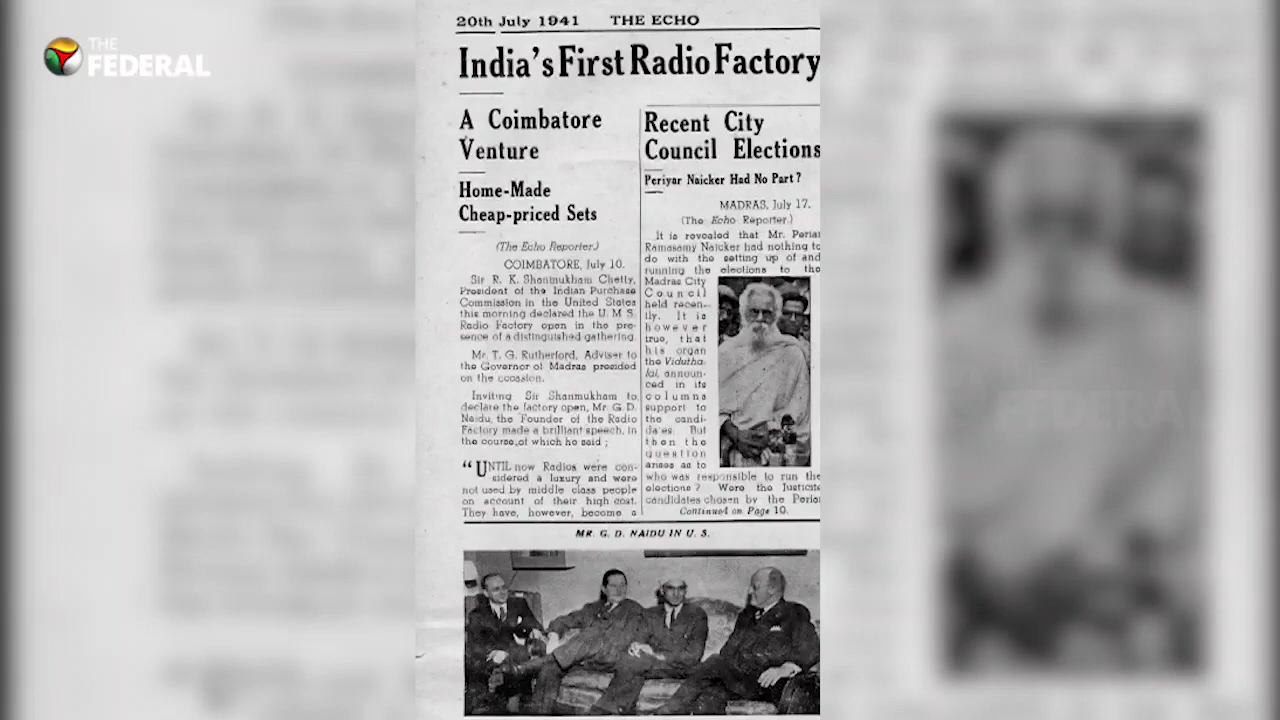 THE
FEDERAL
20th July 1941 THE ECHO
India's First Radio Factory
A Coimbatore
Venture
Home-Made
Cheap-priced Sets
(The Echo Reporter.)
COIMBATORE, July 10.
Sir R. K. Shanmukham Chetty,
President of the Indian Purchase
Commission in the United States
this morning declared the U. M S.
Radio Factory open in the pre-
sence of a distinguished gathering.
Mr. T. G. Rutherford, Adviser to
the Governor of Madras presided
on the occasion.
Inviting Sir Shanmukham to
declare the factory open, Mr. G. D.
Naidu, the Founder of the Radio
Factory made a brilliant speech, in
the course of which he said ;
"UNTIL now Radios were con-
sidered a luxury and were
not used by middle class people
on account of their high cost.
They have, however, become a
Recent City
Council Elections
Periyar Naicker Had No Part?
MADRAS, July 17.
(The Echo Reporter.)
It is revealed that Mr. Periar
Ramasamy Naicker had nothing to
do with the setting up of and
running the elections to the
Madras City
Council
held recen-
tly. It is
however
true, that
his organ
the Vidutha-
lai, announ-
ced in its
columns
support to
the candi-
dates. But
then the
question
arises as to
who was responsible to run the
elections ? Were the Justicite
candidates chosen by the Periar
Continued on Page 10.
MR. G. D. NAIDU IN U. S.